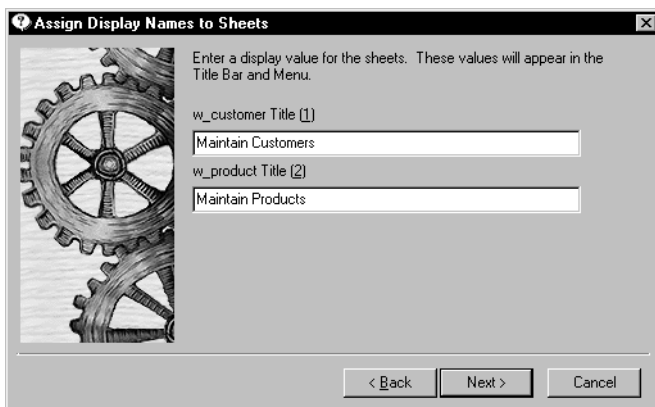 Assign Display Names to Sheets
Enter a display value for the sheets. These values will appear in the
Title Bar and Menu.
w_customer Title (1)
Maintain Customers
w_product Title (2)
Maintain Products
< Back
Next >
Cancel